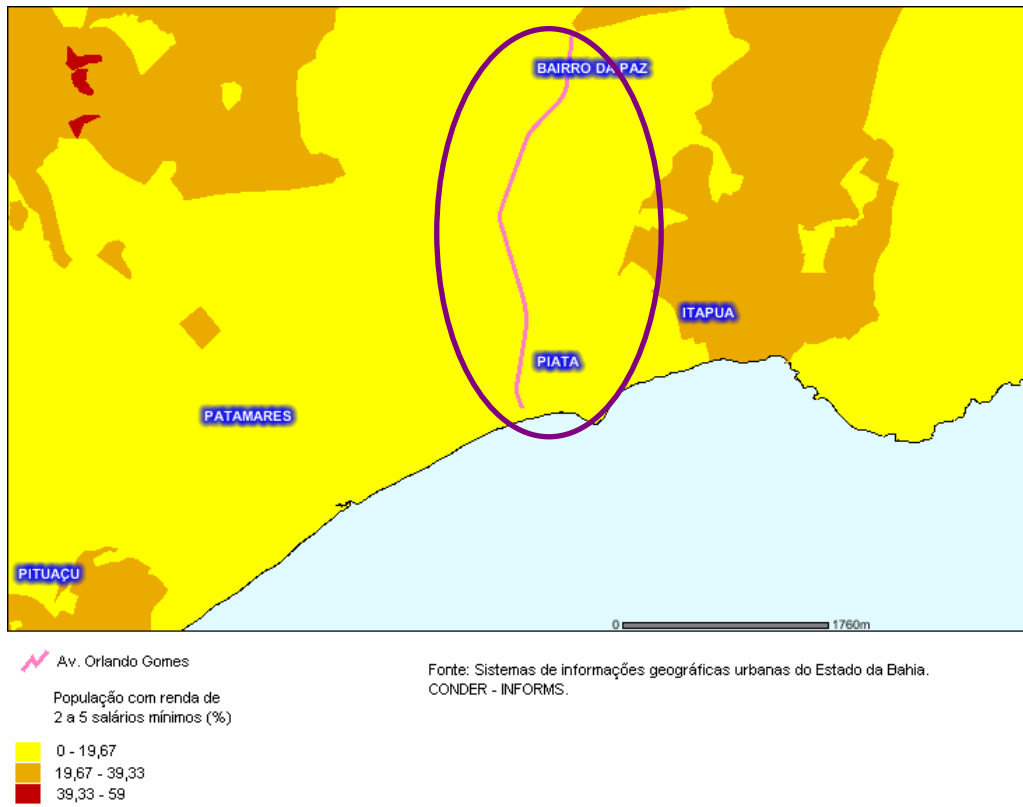 BAIRRO DA PAZ
ITAPUA
PIATA
PATAMARES
PITUAÇU
0 1760m
Av. Orlando Gomes
População com renda de
2 a 5 salários mínimos (%)
0 - 19,67
19,67 - 39,33
39,33 - 59
Fonte: Sistemas de informações geográficas urbanas do Estado da Bahia.
CONDER - INFORMS.